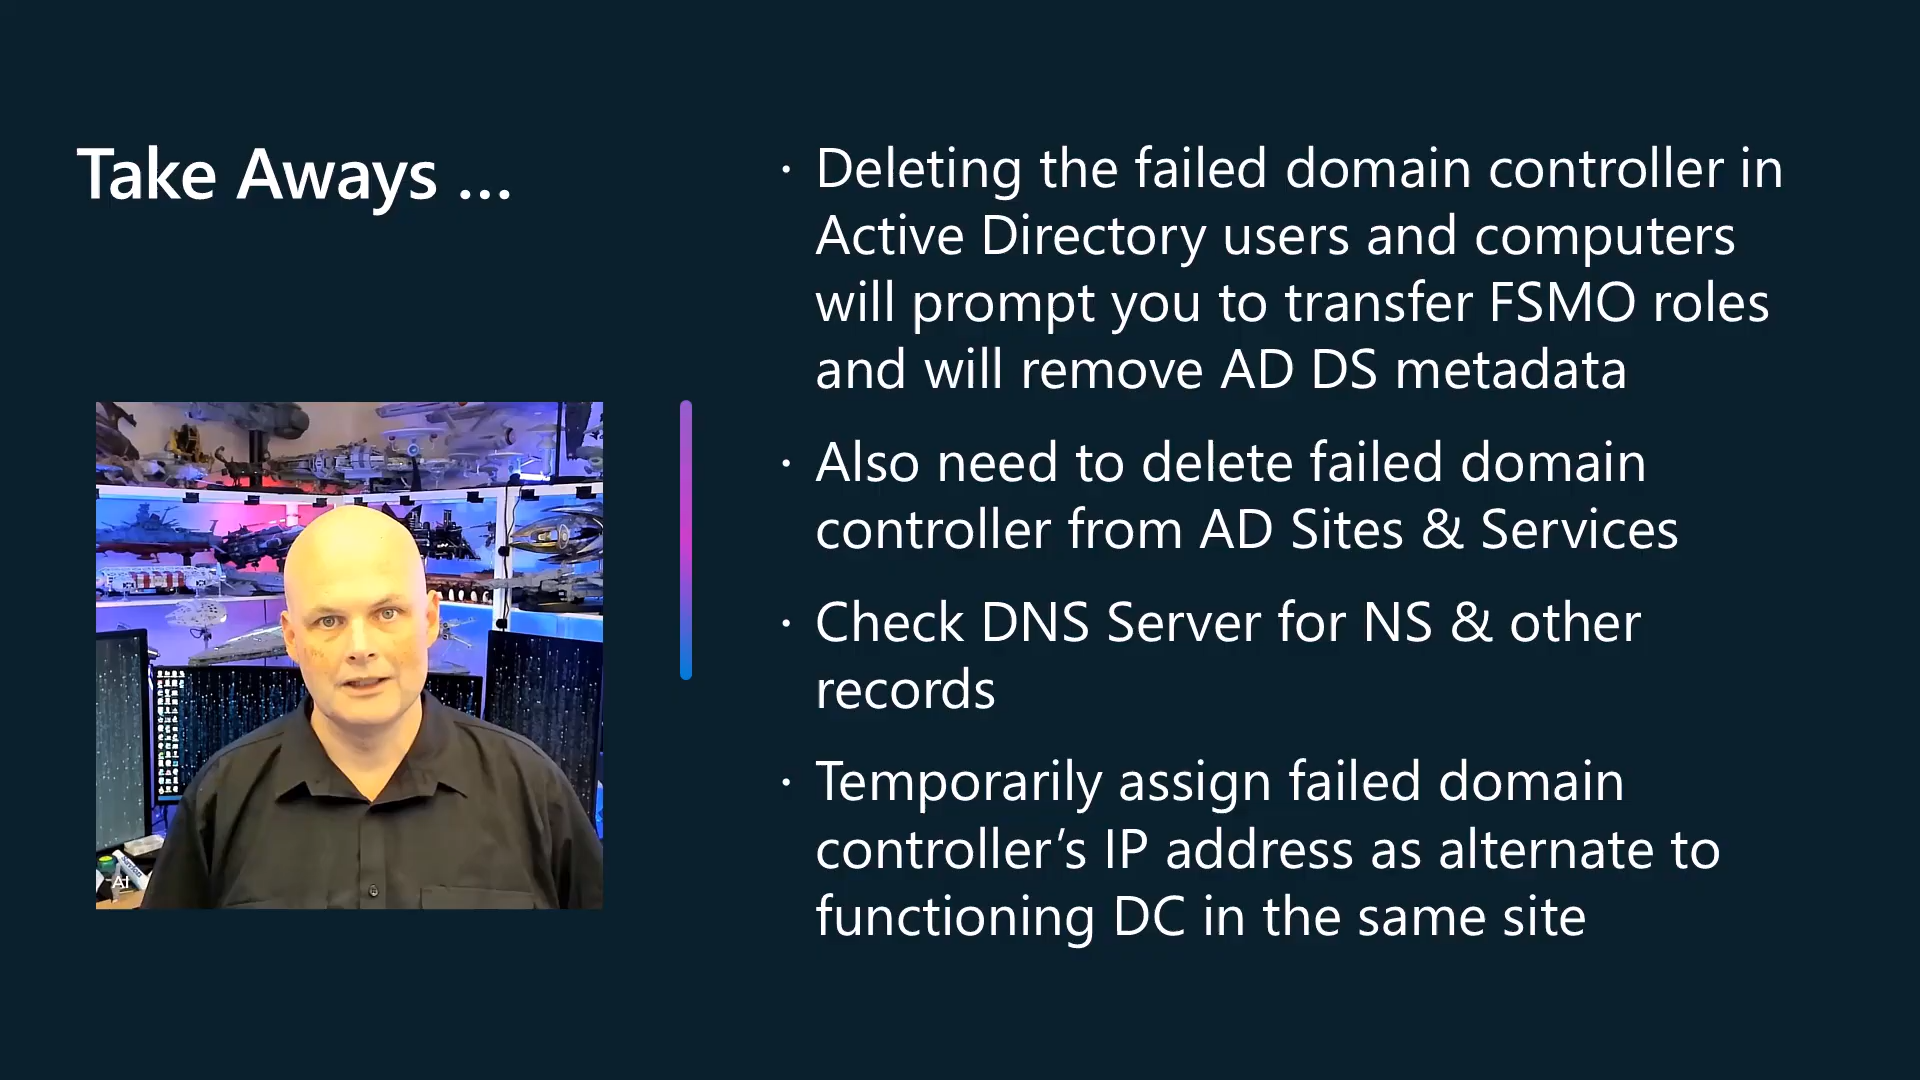 Take Aways ...
· Deleting the failed domain controller in
Active Directory users and computers
will prompt you to transfer FSMO roles
and will remove AD DS metadata
· Also need to delete failed domain
controller from AD Sites & Services
· Check DNS Server for NS & other
records
· Temporarily assign failed domain
controller’s IP address as alternate to
functioning DC in the same site